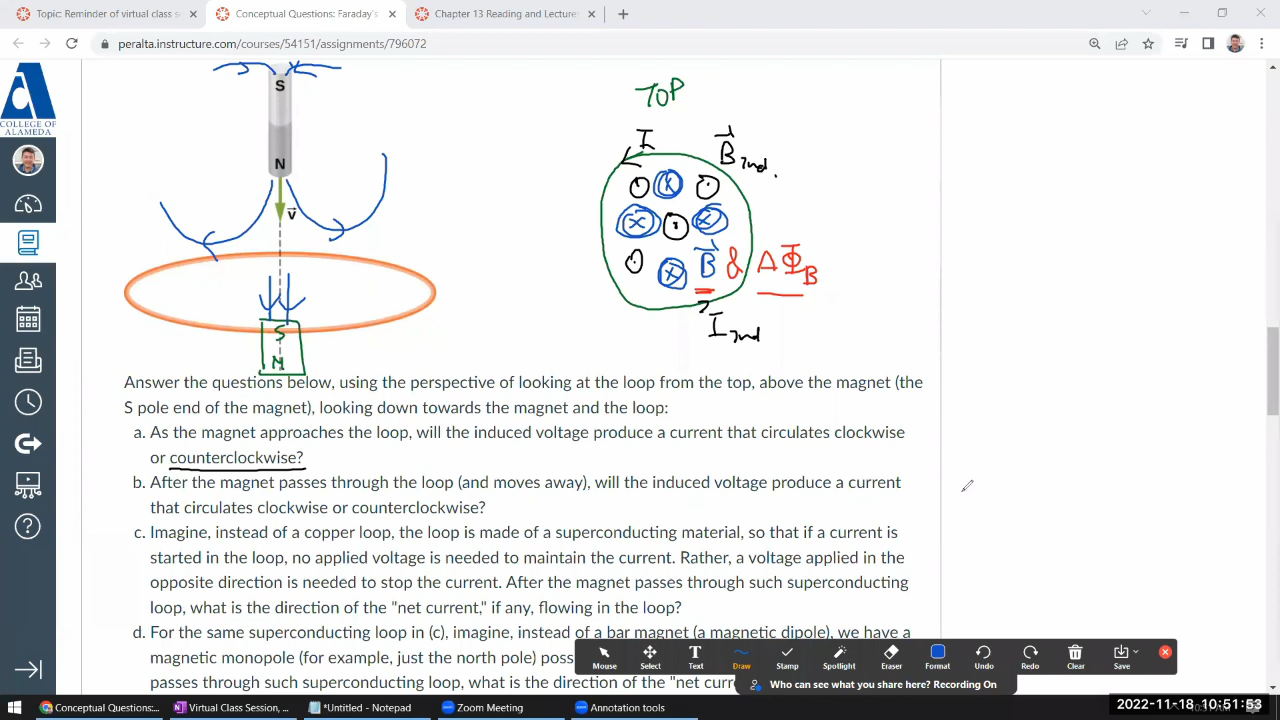 Topic: Reminder of virtual class s
Conceptual Questions: Faraday's
Chapter 13 Reading and Lecture
peralta.instructure.com/courses/54151/assignments/796072
COLLEGE OF
ALAMEDA
S
N
v
S
N
TOP
I
B ind.
B & ΔΦB
I ind
Answer the questions below, using the perspective of looking at the loop from the top, above the magnet (the
S pole end of the magnet), looking down towards the magnet and the loop:
a. As the magnet approaches the loop, will the induced voltage produce a current that circulates clockwise
or counterclockwise?
b. After the magnet passes through the loop (and moves away), will the induced voltage produce a current
that circulates clockwise or counterclockwise?
c. Imagine, instead of a copper loop, the loop is made of a superconducting material, so that if a current is
started in the loop, no applied voltage is needed to maintain the current. Rather, a voltage applied in the
opposite direction is needed to stop the current. After the magnet passes through such superconducting
loop, what is the direction of the "net current," if any, flowing in the loop?
d. For the same superconducting loop in (c), imagine, instead of a bar magnet (a magnetic dipole), we have a
magnetic monopole (for example, just the north pole) poss
passes through such superconducting loop, what is the direction of the "net curre
Mouse Select Text Draw Stamp Spotlight Eraser Format Undo Redo Clear Save
Who can see what you share here? Recording On
Conceptual Questions: Virtual Class Session, ... *Untitled - Notepad Zoom Meeting Annotation tools
2022-11-18 10:51:53